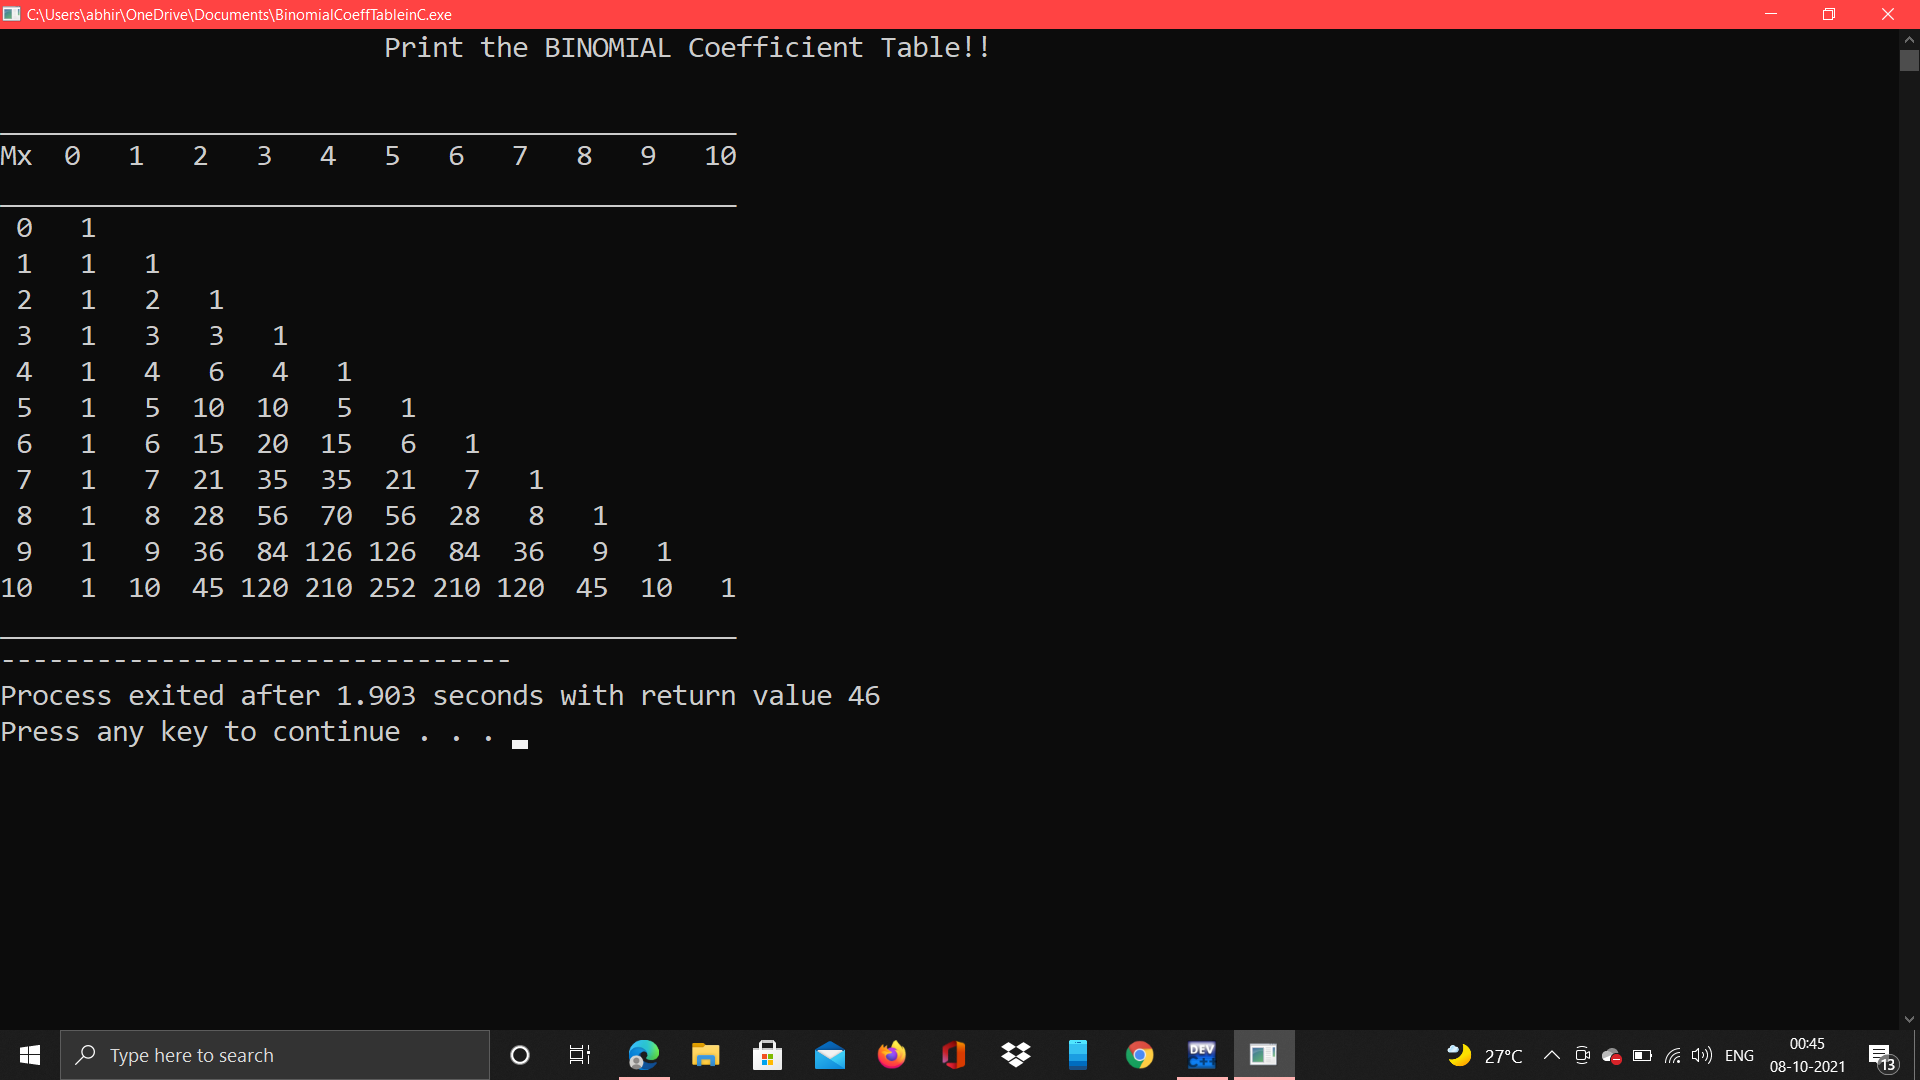 C:\Users\abhir\OneDrive\Documents\BinomialCoeffTableinC.exe
Print the BINOMIAL Coefficient Table!!
Mx 0 1 2 3 4 5 6 7 8 9 10
0 1
1 1 1
2 1 2 1
3 1 3 3 1
4 1 4 6 4 1
5 1 5 10 10 5 1
6 1 6 15 20 15 6 1
7 1 7 21 35 35 21 7 1
8 1 8 28 56 70 56 28 8 1
9 1 9 36 84 126 126 84 36 9 1
10 1 10 45 120 210 252 210 120 45 10 1
--------------------------------
Process exited after 1.903 seconds with return value 46
Press any key to continue . . .
Type here to search
DEV C++
27°C
ENG
00:45
08-10-2021
13